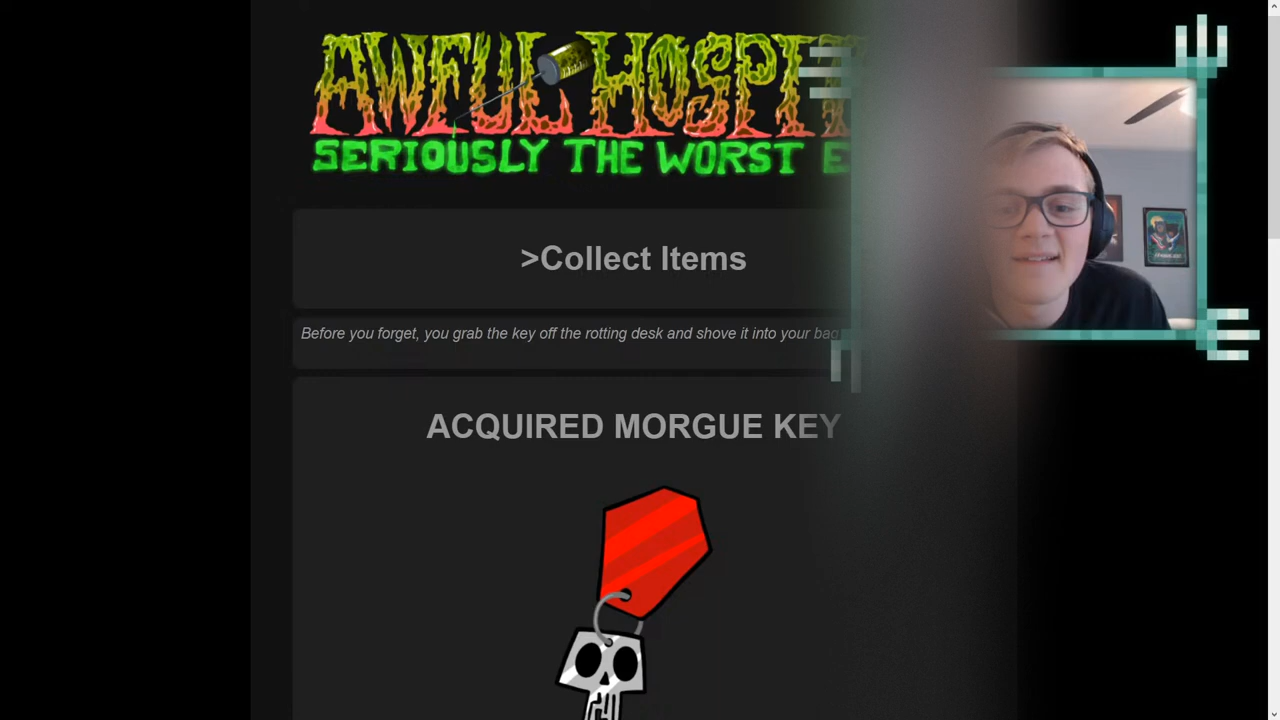 AWFUL HOSPIT
SERIOUSLY THE WORST E
>Collect Items
Before you forget, you grab the key off the rotting desk and shove it into your bag
ACQUIRED MORGUE KEY